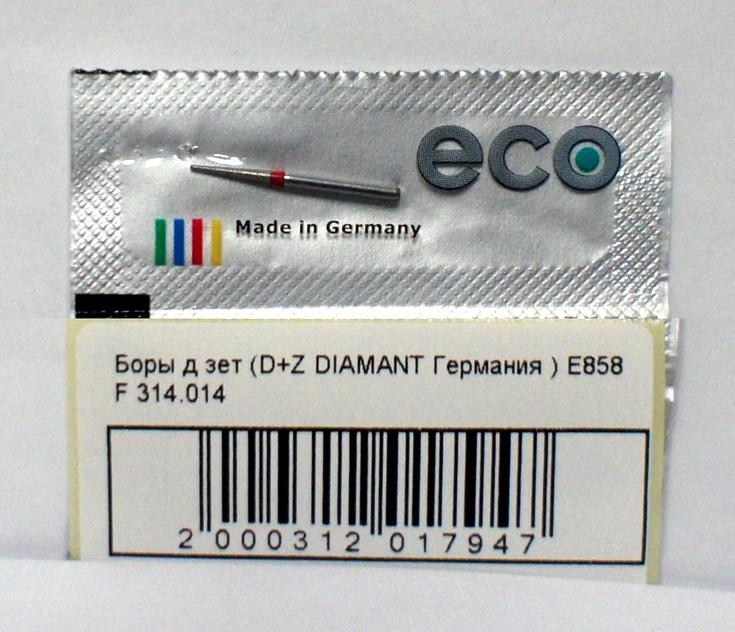 eco
Made in Germany
Боры д зет (D+Z DIAMANT Германия ) E858
F 314.014
2 000312 017947